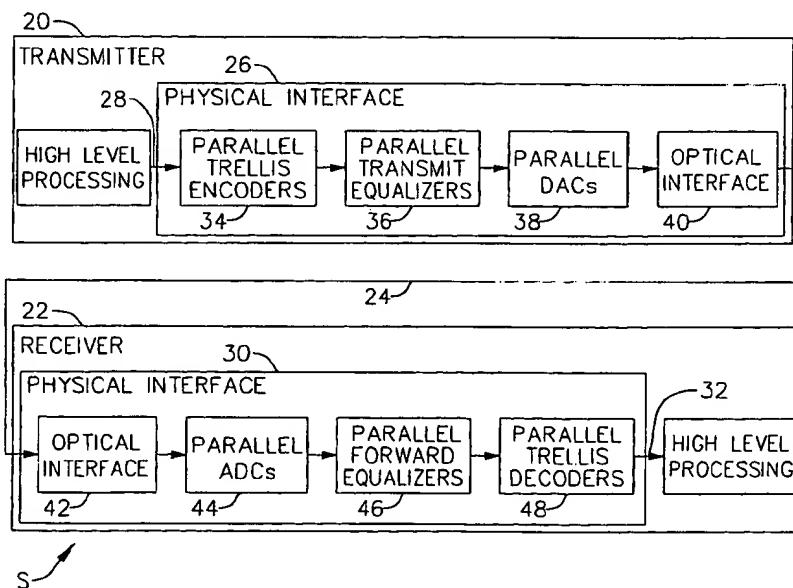 20
TRANSMITTER
26
PHYSICAL INTERFACE
28
HIGH LEVEL
PROCESSING
PARALLEL
TRELLIS
ENCODERS
34
PARALLEL
TRANSMIT
EQUALIZERS
36
PARALLEL
DACs
38
OPTICAL
INTERFACE
40
24
22
RECEIVER
30
PHYSICAL INTERFACE
32
OPTICAL
INTERFACE
42
PARALLEL
ADCs
44
PARALLEL
FORWARD
EQUALIZERS
46
PARALLEL
TRELLIS
DECODERS
48
HIGH LEVEL
PROCESSING
S